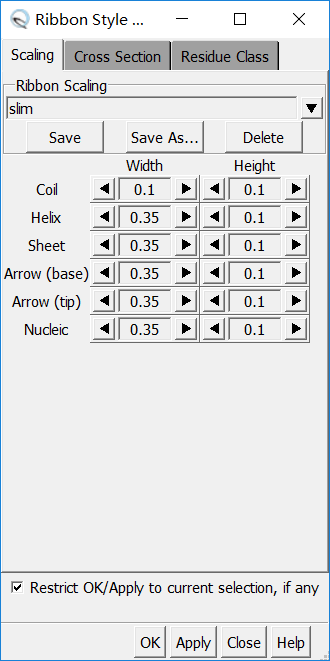 Ribbon Style ...
Scaling Cross Section Residue Class
Ribbon Scaling
slim
Save Save As... Delete
Width Height
Coil 0.1 0.1
Helix 0.35 0.1
Sheet 0.35 0.1
Arrow (base) 0.35 0.1
Arrow (tip) 0.35 0.1
Nucleic 0.35 0.1
Restrict OK/Apply to current selection, if any
OK Apply Close Help